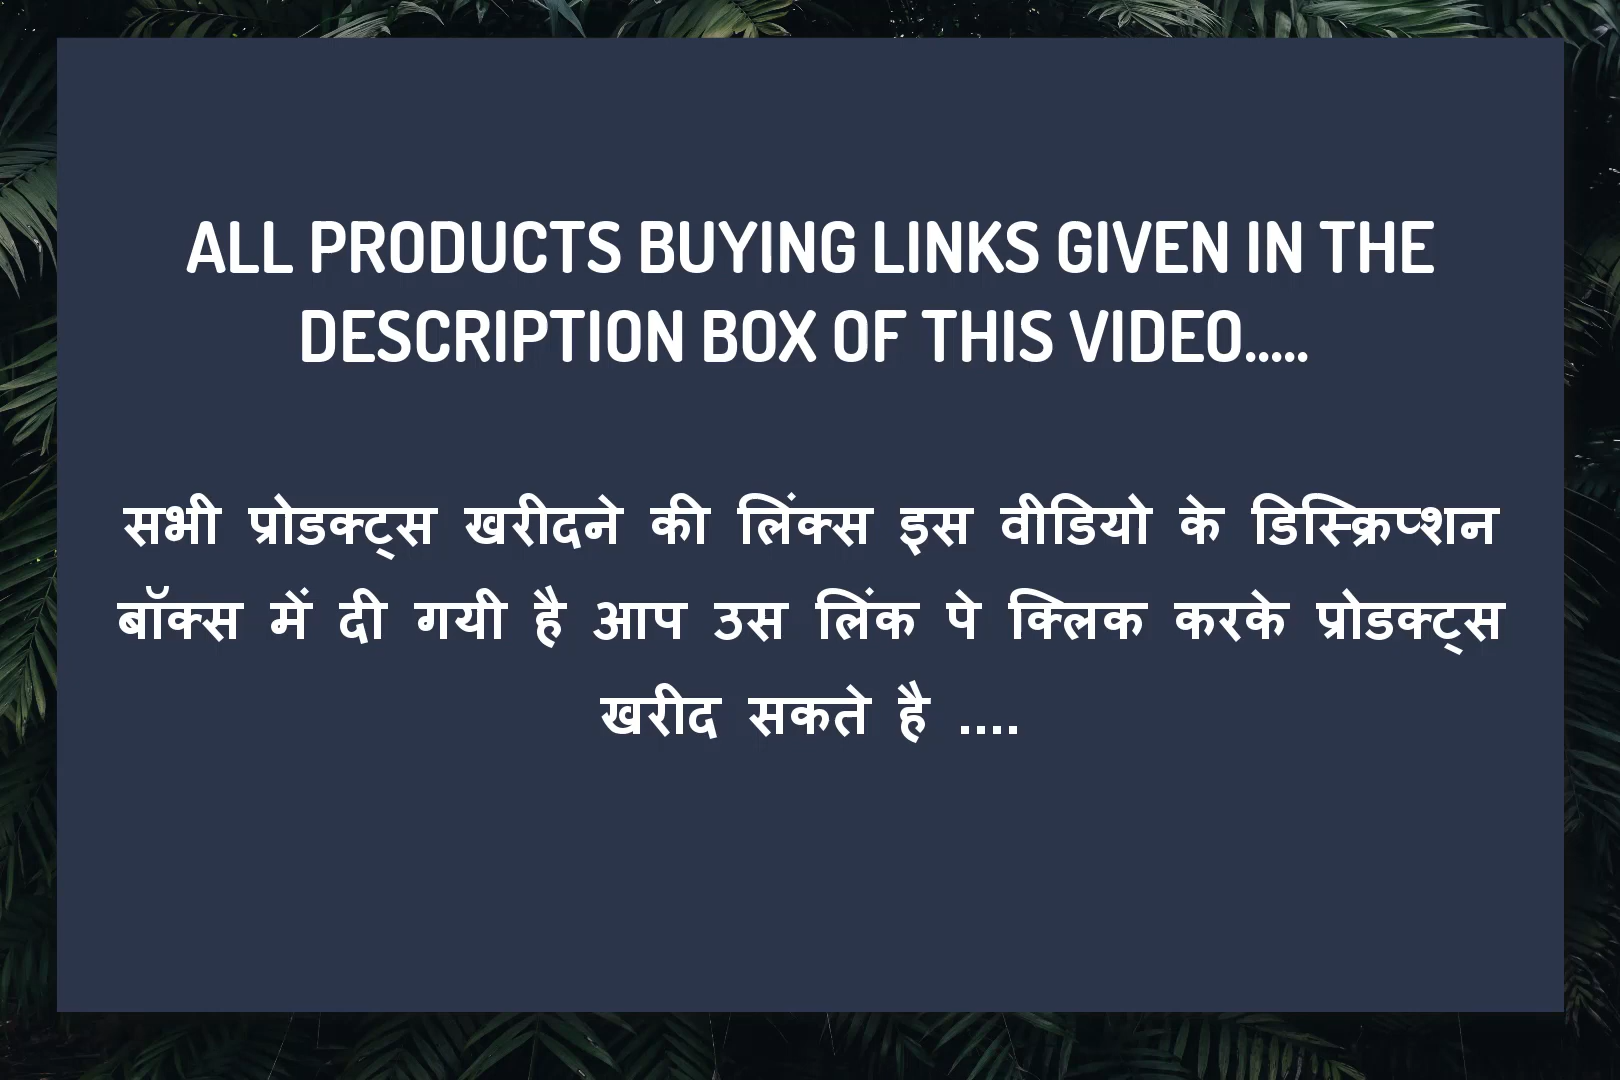 ALL PRODUCTS BUYING LINKS GIVEN IN THE
DESCRIPTION BOX OF THIS VIDEO.....
सभी प्रोडक्ट्स खरीदने की लिंक्स इस वीडियो के डिस्क्रिप्शन
बॉक्स में दी गयी है आप उस लिंक पे क्लिक करके प्रोडक्ट्स
खरीद सकते है ....